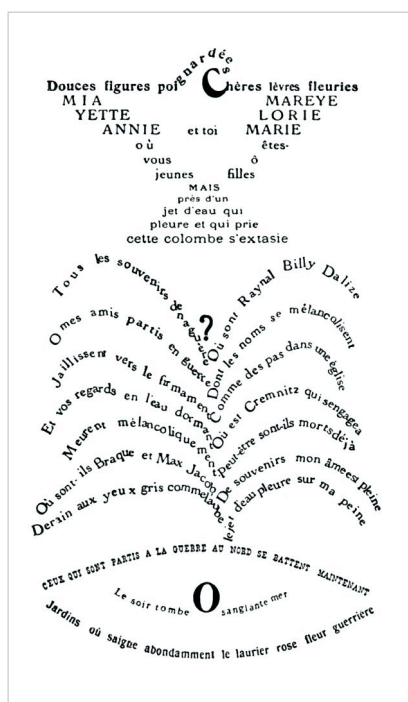 Douces figures poignardées Chères lèvres fleuries
MIA MAREYE
YETTE LORIE
ANNIE et toi MARIE
où êtes-
vous ô
jeunes filles
MAIS
près d'un
jet d'eau qui
pleure et qui prie
cette colombe s'extasie
Tous les souvenirs de naguère
O mes amis partis en guerre
Jaillissent vers le firmament
Et vos regards en l'eau dormant
Meurent mélancoliquement
Où sont-ils Braque et Max Jacob
Derain aux yeux gris comme l'aube
?
Où sont Raynal Billy Dalize
Dont les noms se mélancolisent
Comme des pas dans une église
Où est Cremnitz qui sengagea
Peut-être sont-ils morts déjà
De souvenirs mon âme est pleine
Le jet d'eau pleure sur ma peine
CEUX QUI SONT PARTIS A LA GUERRE AU NORD SE BATTENT MAINTENANT
Le soir tombe O sanglante mer
Jardins où saigne abondamment le laurier rose fleur guerrière